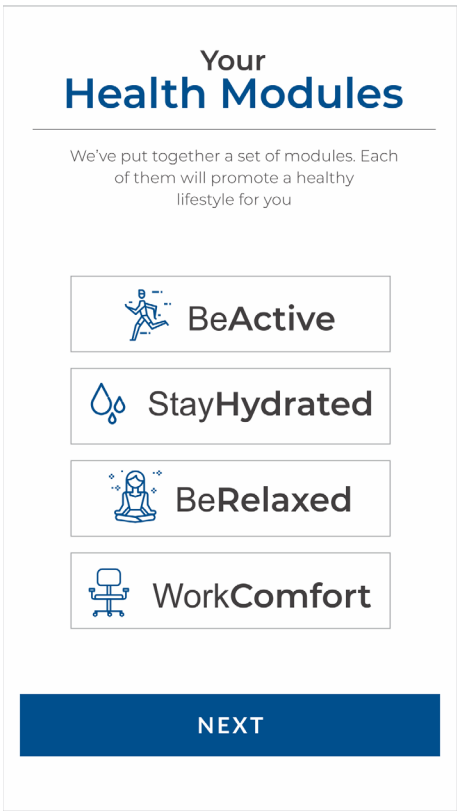 Your
Health Modules
We’ve put together a set of modules. Each
of them will promote a healthy
lifestyle for you
BeActive
StayHydrated
BeRelaxed
WorkComfort
NEXT